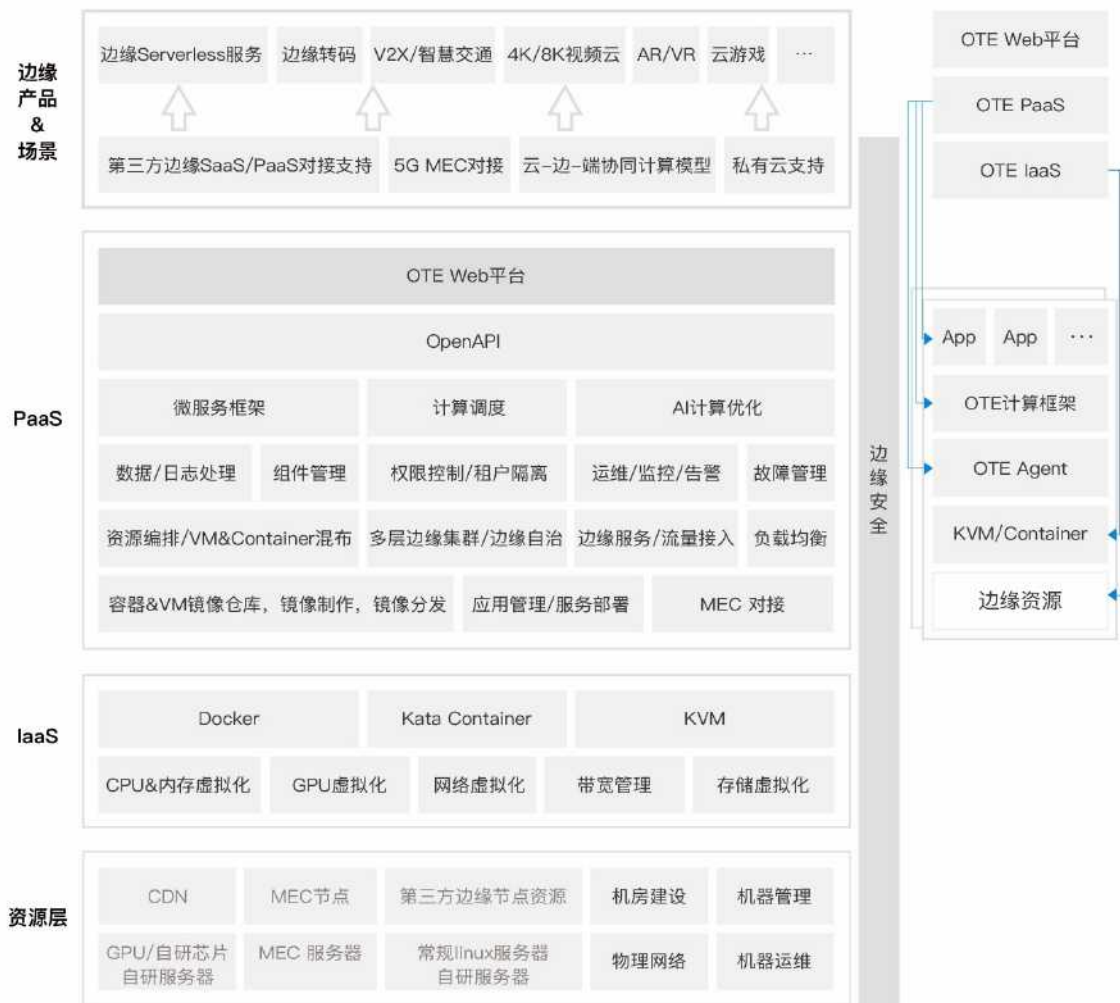 边缘
产品
&
场景
边缘Serverless服务
边缘转码
V2X/智慧交通
4K/8K视频云
AR/VR
云游戏
...
第三方边缘SaaS/PaaS对接支持
5G MEC对接
云-边-端协同计算模型
私有云支持
PaaS
OTE Web平台
OpenAPI
微服务框架
计算调度
AI计算优化
数据/日志处理
组件管理
权限控制/租户隔离
运维/监控/告警
故障管理
资源编排/VM&Container混布
多层边缘集群/边缘自治
边缘服务/流量接入
负载均衡
容器&VM镜像仓库，镜像制作，镜像分发
应用管理/服务部署
MEC 对接
IaaS
Docker
Kata Container
KVM
CPU&内存虚拟化
GPU虚拟化
网络虚拟化
带宽管理
存储虚拟化
资源层
CDN
MEC节点
第三方边缘节点资源
机房建设
机器管理
GPU/自研芯片
自研服务器
MEC 服务器
常规linux服务器
自研服务器
物理网络
机器运维
边缘安全
OTE Web平台
OTE PaaS
OTE IaaS
App
App
...
OTE计算框架
OTE Agent
KVM/Container
边缘资源